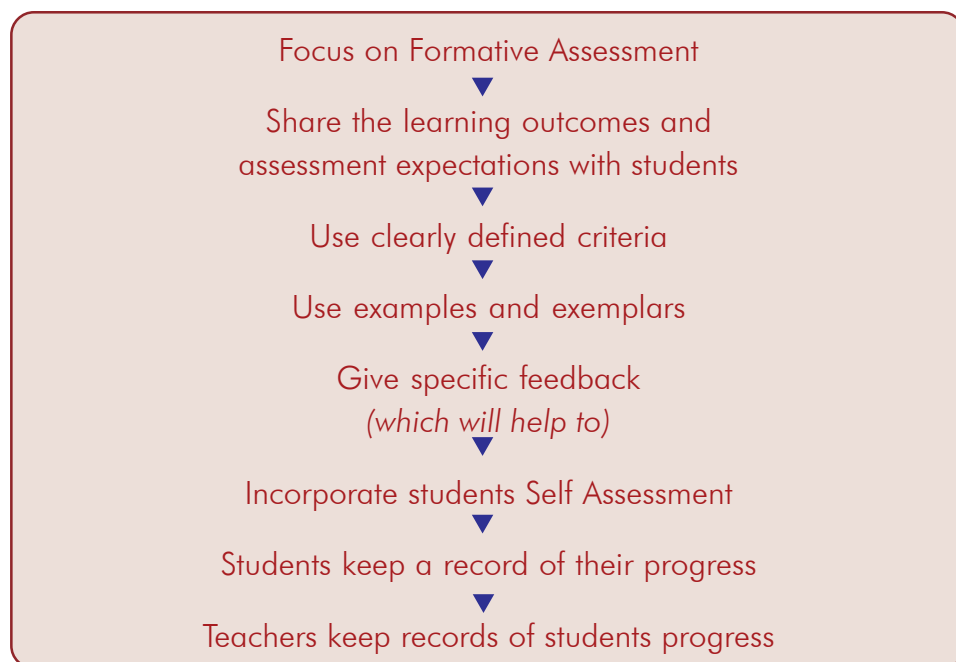 Focus on Formative Assessment
Share the learning outcomes and
assessment expectations with students
Use clearly defined criteria
Use examples and exemplars
Give specific feedback
(which will help to)
Incorporate students Self Assessment
Students keep a record of their progress
Teachers keep records of students progress